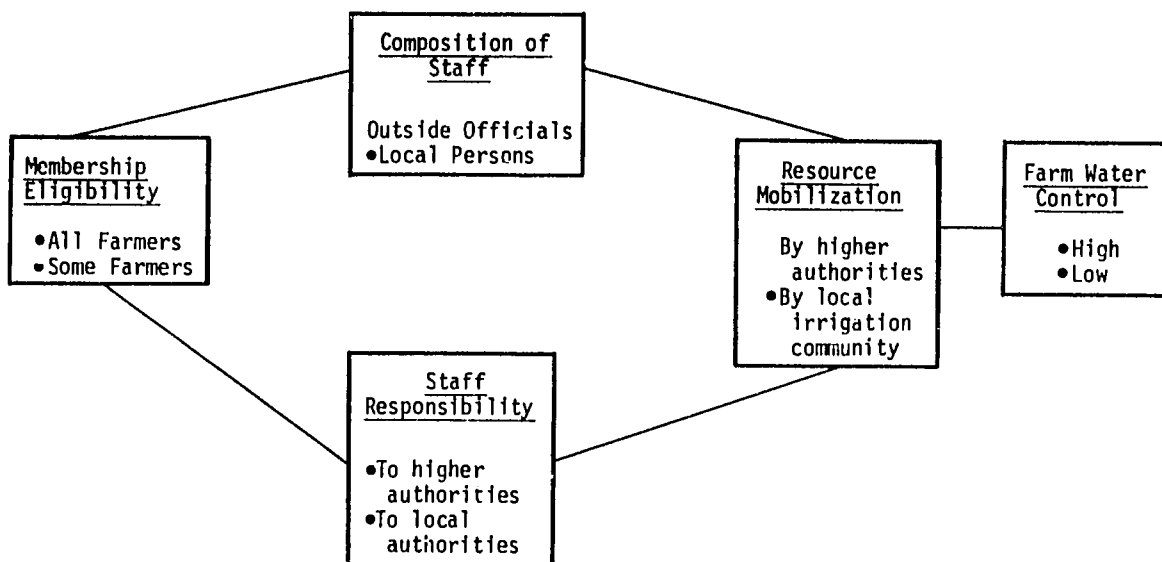 Composition of
Staff
Outside Officials
•Local Persons
Membership
Eligibility
•All Farmers
•Some Farmers
Resource
Mobilization
By higher
authorities
•By local
irrigation
community
Farm Water
Control
•High
•Low
Staff
Responsibility
•To higher
authorities
•To local
authorities